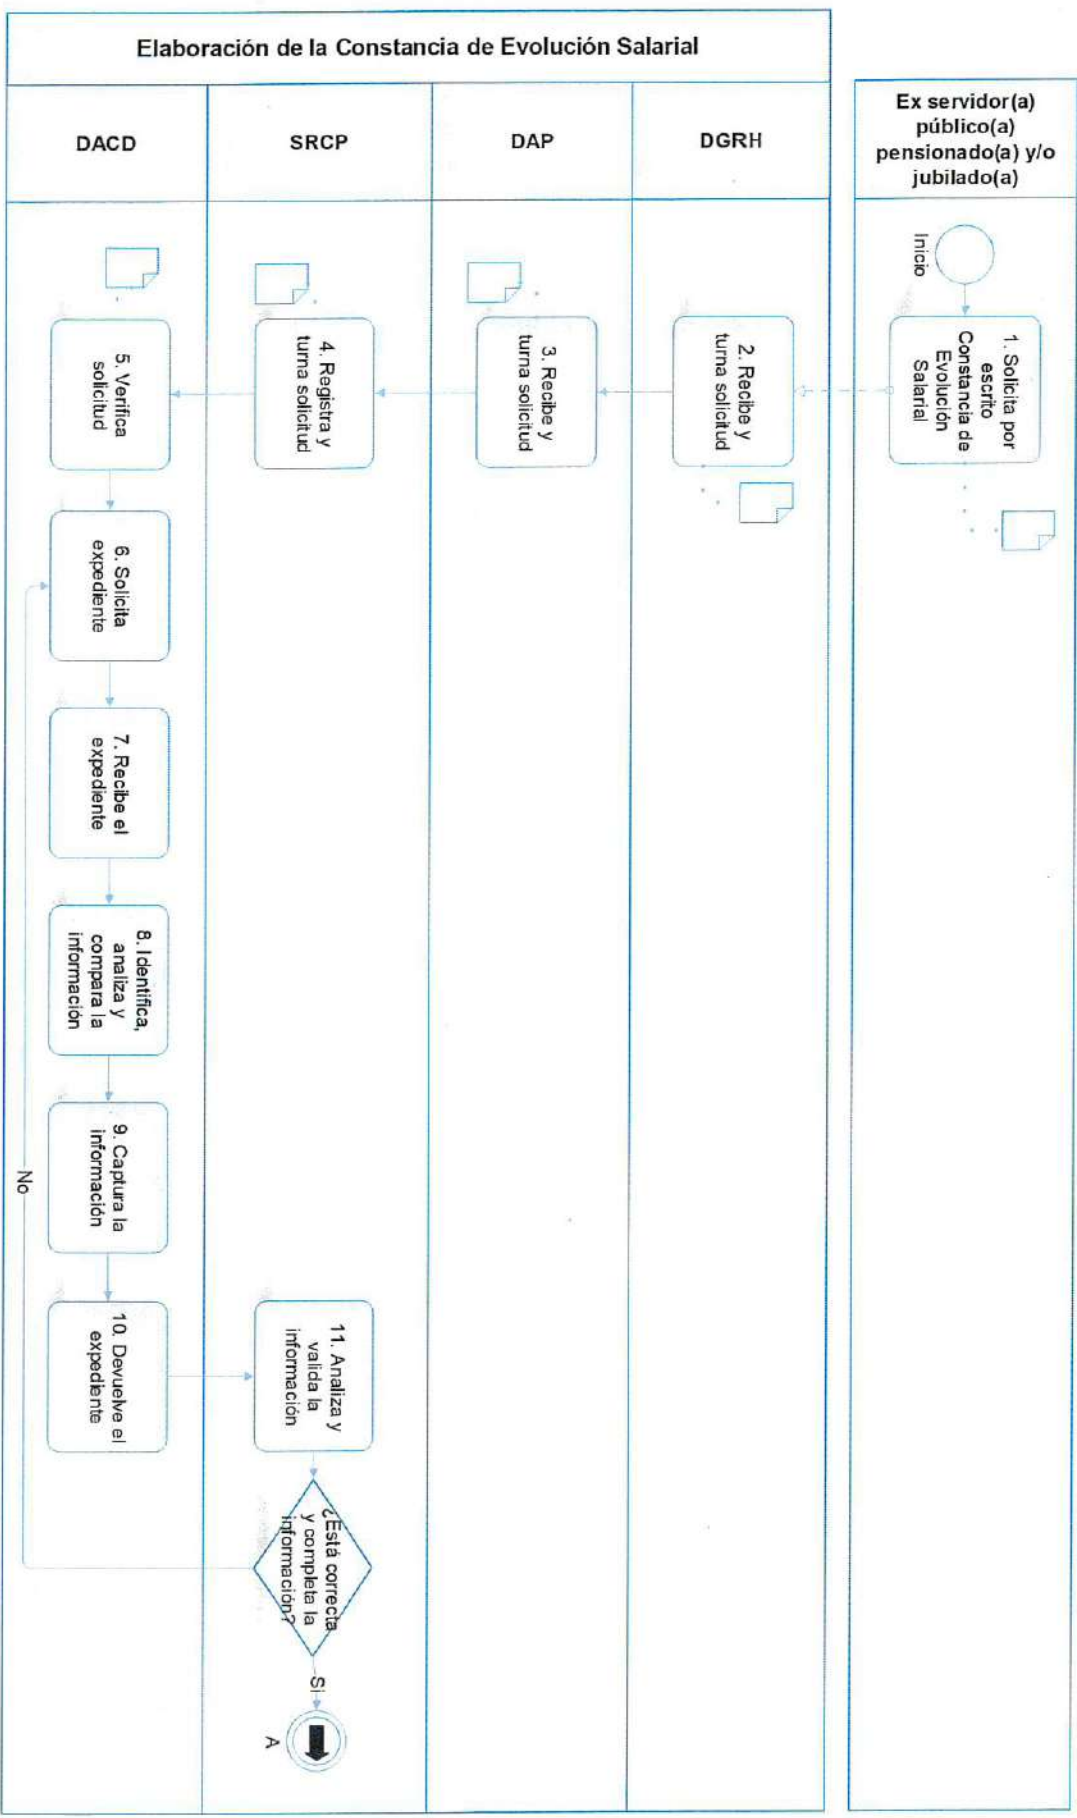 Elaboración de la Constancia de Evolución Salarial
Ex servidor(a)
público(a)
pensionado(a) y/o
jubilado(a)
DGRH
DAP
SRCP
DACD
Inicio
1. Solicita por
escrito
Constancia de
Evolución
Salarial
2. Recibe y
turna solicitud
3. Recibe y
turna solicitud
4. Registra y
turna solicitud
5. Verifica
solicitud
6. Solicita
expediente
7. Recibe el
expediente
8. Identifica,
analiza y
compara la
información
9. Captura la
información
10. Devuelve el
expediente
11. Analiza y
valida la
información
¿Está correcta
y completa la
información?
No
Si
A